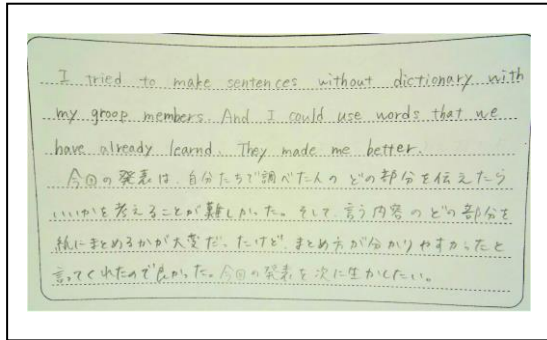 I tried to make sentences without dictionary with
my groop members. And I could use words that we
have already learnd. They made me better.
今回の発表は、自分たちで調べた人のどの部分を伝えたら
いいかを考えることが難しかった。そして、言う内容のどの部分を
紙にまとめるかが大変だ。だけど、まとめ方が分かりやすかったと
言ってくれたので良かった。今回の発表を次に生かしたい。